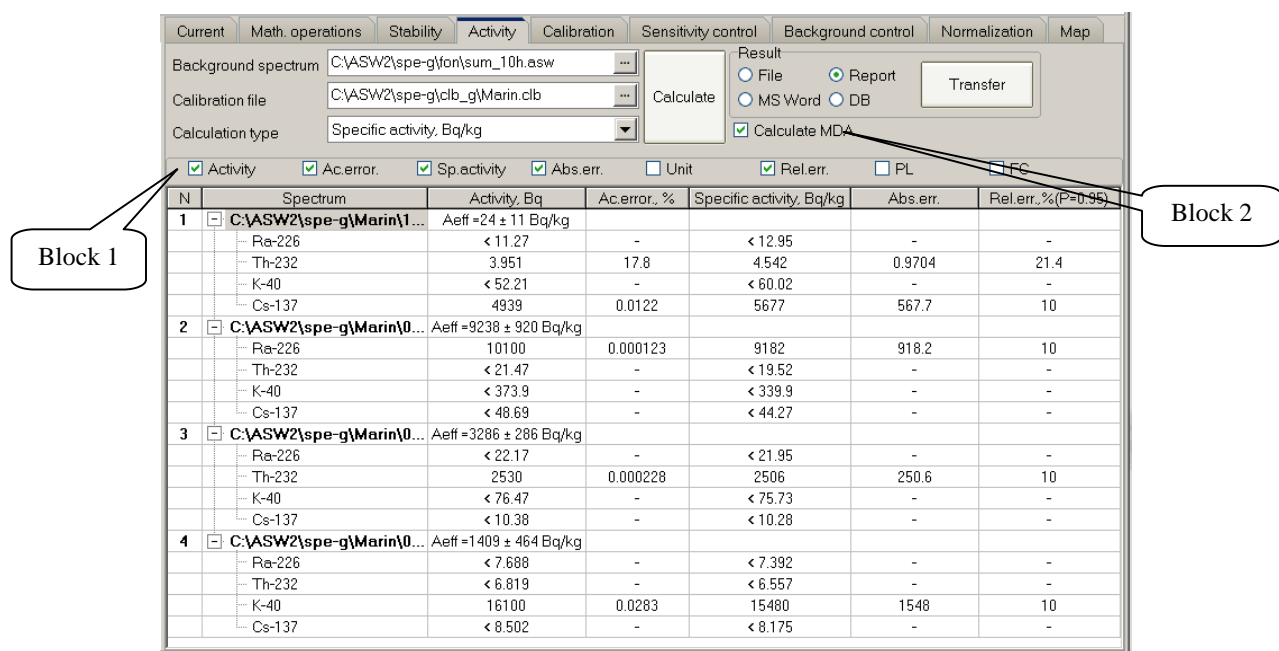 Current Math. operations Stability Activity Calibration Sensitivity control Background control Normalization Map
Background spectrum C:\ASW2\spe-g\fon\sum_10h.asw ...
Calibration file C:\ASW2\spe-g\clb_g\Marin.clb ...
Calculation type Specific activity, Bq/kg
Calculate
Result
File Report
MS Word DB
Transfer
Calculate MDA
Activity Ac.error. Sp.activity Abs.err. Unit Rel.err. PL FC
Block 1
Block 2
N Spectrum Activity, Bq Ac.error., % Specific activity, Bq/kg Abs.err. Rel.err.,%(P=0.95)
1 C:\ASW2\spe-g\Marin\1... Aeff =24 ± 11 Bq/kg
Ra-226 < 11.27 - < 12.95 - -
Th-232 3.951 17.8 4.542 0.9704 21.4
K-40 < 52.21 - < 60.02 - -
Cs-137 4939 0.0122 5677 567.7 10
2 C:\ASW2\spe-g\Marin\0... Aeff =9238 ± 920 Bq/kg
Ra-226 10100 0.000123 9182 918.2 10
Th-232 < 21.47 - < 19.52 - -
K-40 < 373.9 - < 339.9 - -
Cs-137 < 48.69 - < 44.27 - -
3 C:\ASW2\spe-g\Marin\0... Aeff =3286 ± 286 Bq/kg
Ra-226 < 22.17 - < 21.95 - -
Th-232 2530 0.000228 2506 250.6 10
K-40 < 76.47 - < 75.73 - -
Cs-137 < 10.38 - < 10.28 - -
4 C:\ASW2\spe-g\Marin\0... Aeff =1409 ± 464 Bq/kg
Ra-226 < 7.688 - < 7.392 - -
Th-232 < 6.819 - < 6.557 - -
K-40 16100 0.0283 15480 1548 10
Cs-137 < 8.502 - < 8.175 - -